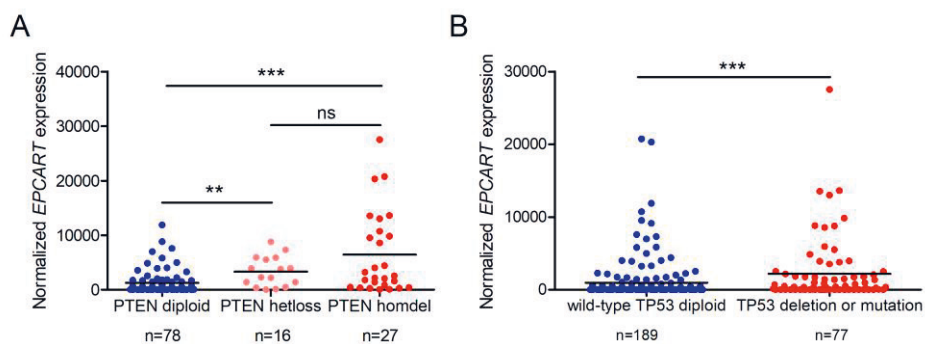 A
Normalized EPCART expression
40000
30000
20000
10000
0
***
ns
**
PTEN diploid PTEN hetloss PTEN homdel
n=78 n=16 n=27
B
Normalized EPCART expression
30000
20000
10000
0
***
wild-type TP53 diploid TP53 deletion or mutation
n=189 n=77